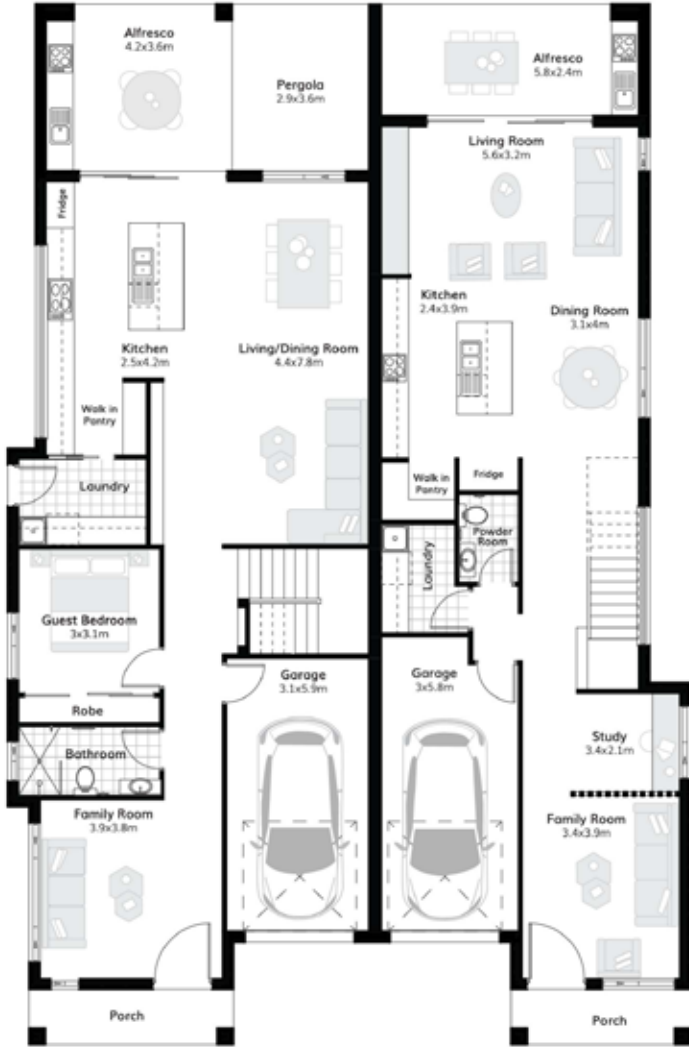 Alfresco
4.2x3.6m
Pergola
2.9x3.6m
Fridge
Kitchen
2.5x4.2m
Living/Dining Room
4.4x7.8m
Walk in
Pantry
Laundry
Guest Bedroom
3x3.1m
Robe
Bathroom
Garage
3.1x5.9m
Family Room
3.9x3.8m
Porch
Alfresco
5.8x2.4m
Living Room
5.6x3.2m
Kitchen
2.4x3.9m
Dining Room
3.1x4m
Walk in
Pantry
Fridge
Powder
Room
Laundry
Garage
3x5.8m
Study
3.4x2.1m
Family Room
3.4x3.9m
Porch